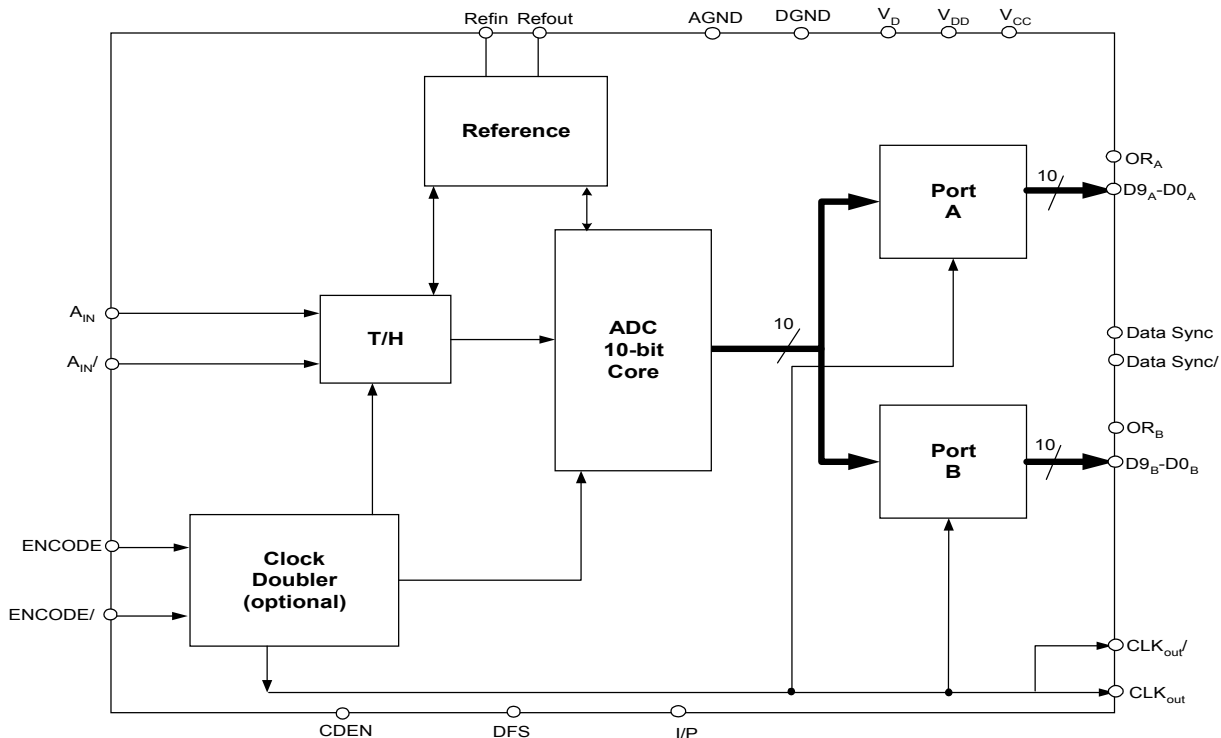 Refin Refout AGND DGND V_D V_DD V_CC
Reference
OR_A
10
D9_A-D0_A
Port
A
A_IN
A_IN/
T/H
ADC
10-bit
Core
10
Data Sync
Data Sync/
OR_B
10
D9_B-D0_B
Port
B
ENCODE
ENCODE/
Clock
Doubler
(optional)
CLK_out/
CLK_out
CDEN DFS I/P